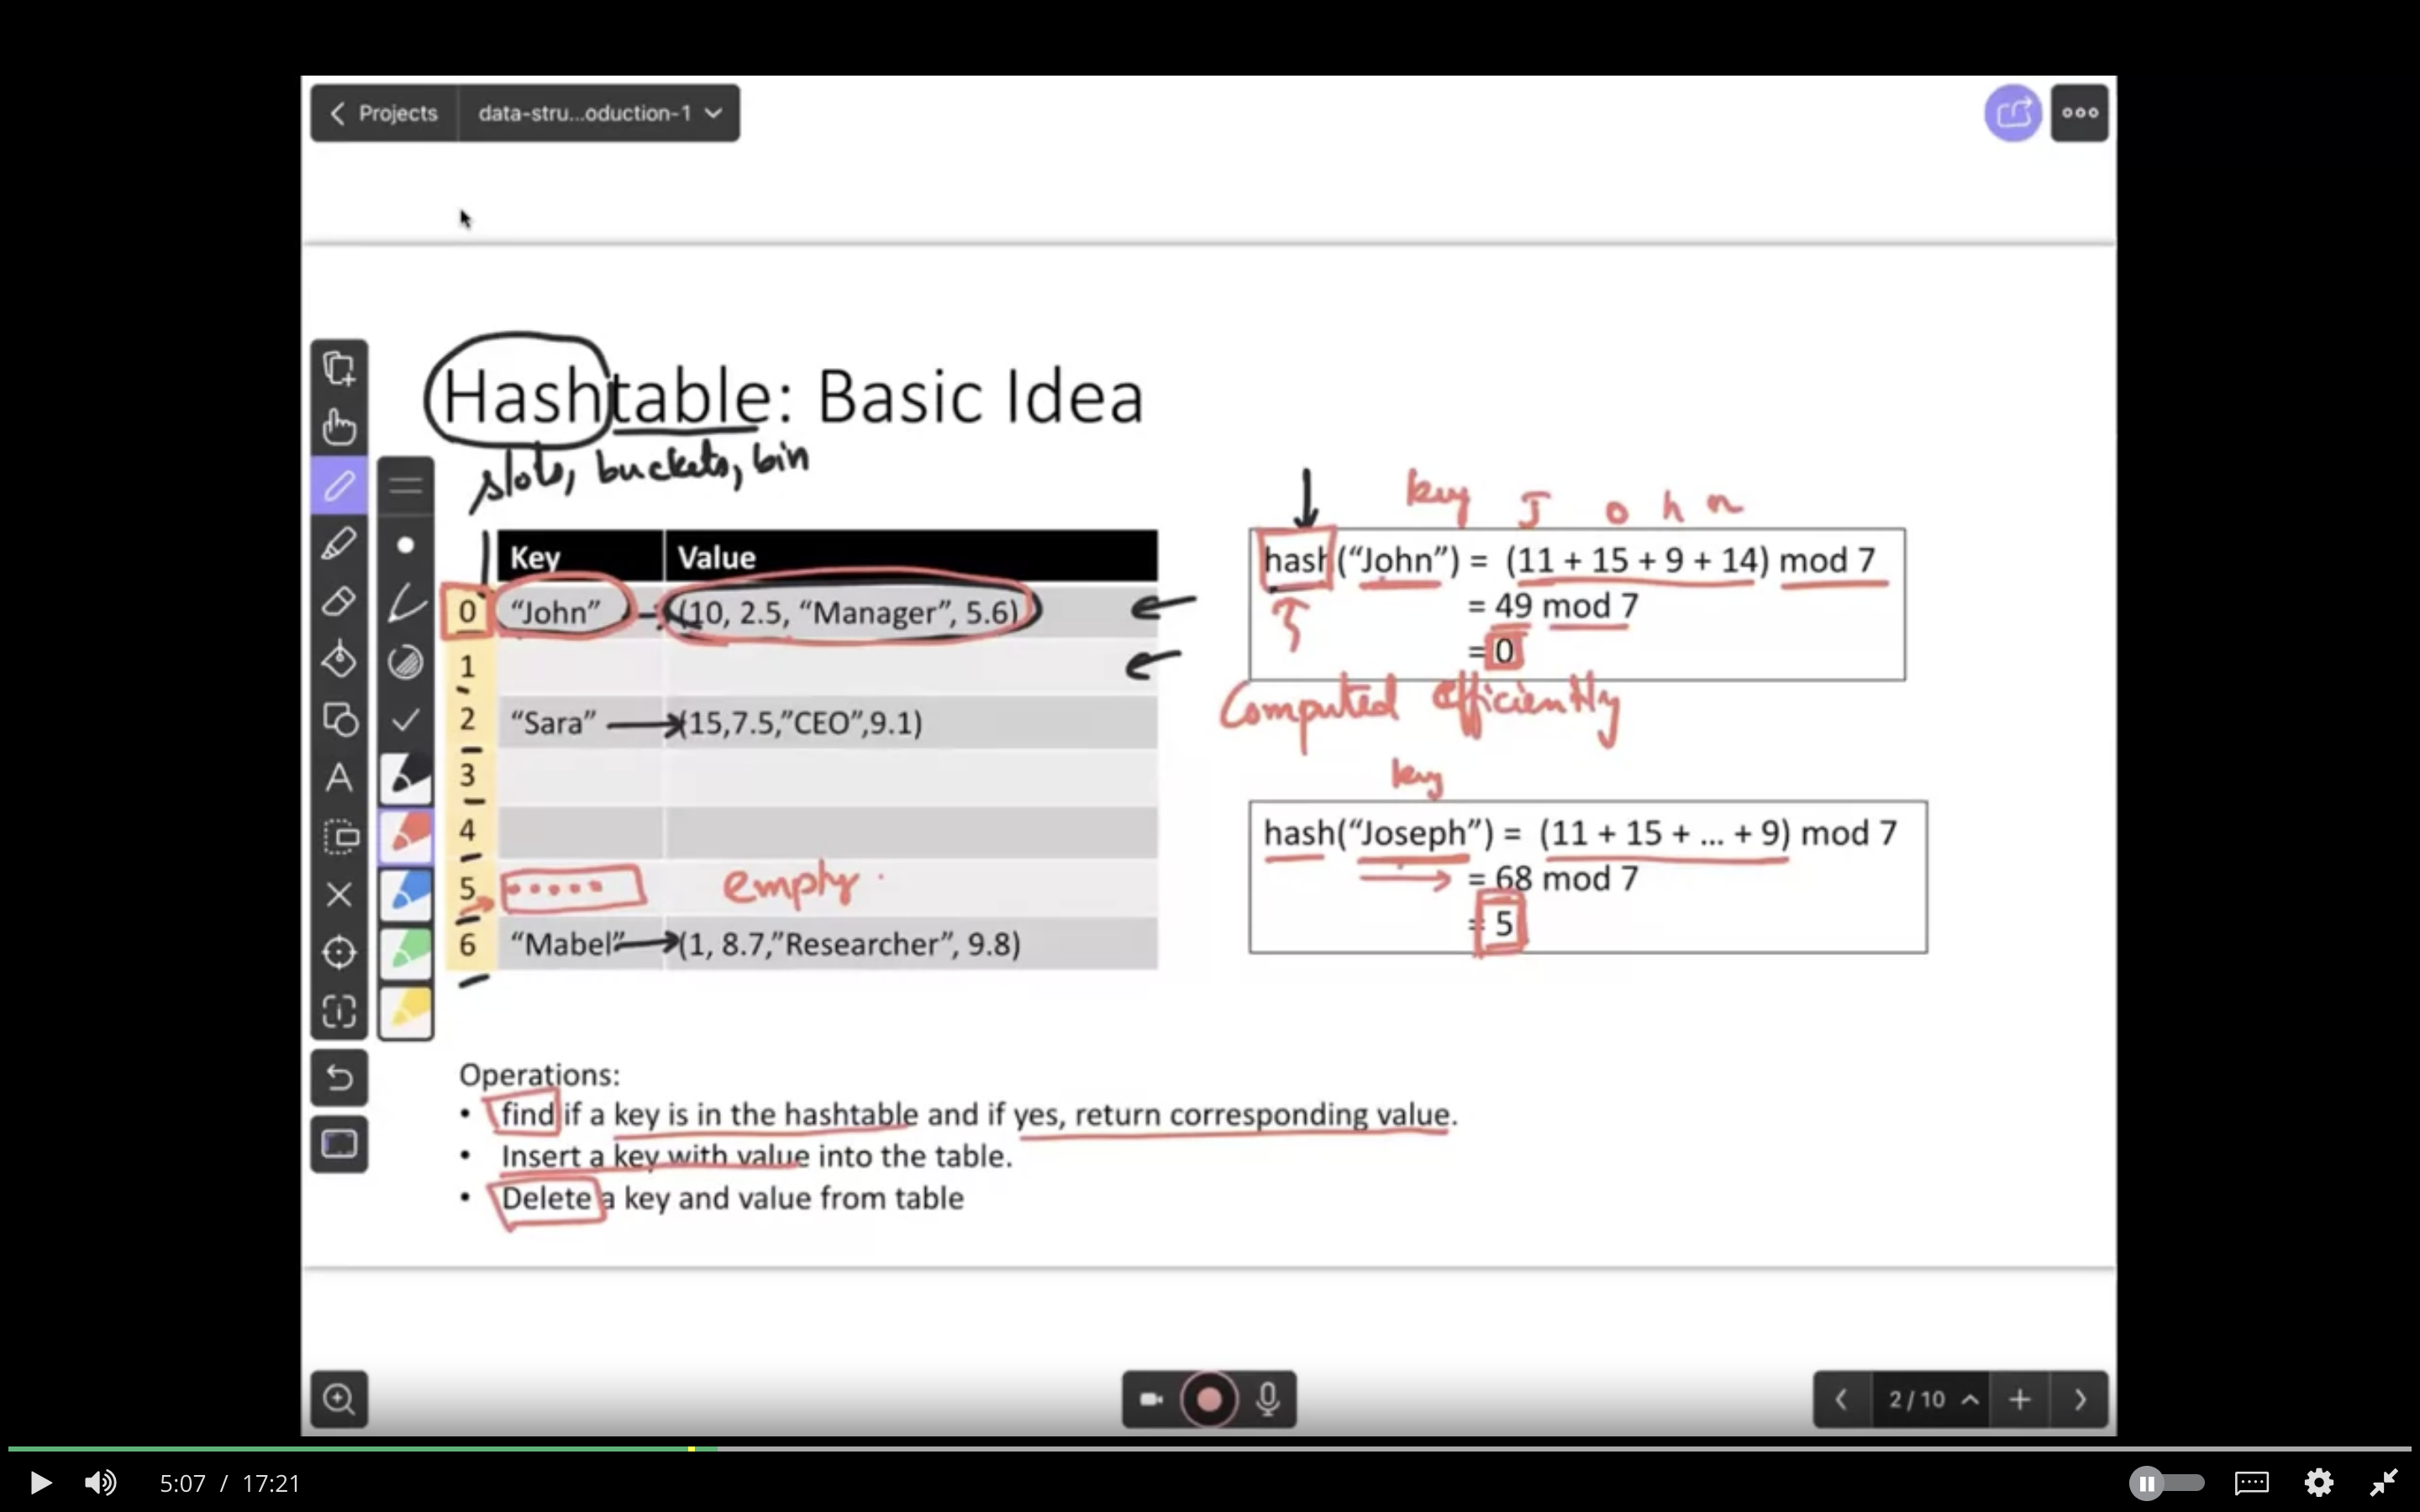 Projects data-stru...oduction-1
Hashtable: Basic Idea
slots, buckets, bin
Key Value
0 “John” (10, 2.5, “Manager”, 5.6)
1
2 “Sara” (15,7.5,”CEO”,9.1)
3
4
5 empty
6 “Mabel” (1, 8.7,”Researcher”, 9.8)
key J o h n
hash(“John”) = (11 + 15 + 9 + 14) mod 7
= 49 mod 7
= 0
Computed efficiently
key
hash(“Joseph”) = (11 + 15 + ... + 9) mod 7
= 68 mod 7
= 5
Operations:
• find if a key is in the hashtable and if yes, return corresponding value.
• Insert a key with value into the table.
• Delete a key and value from table
2 / 10
5:07 / 17:21